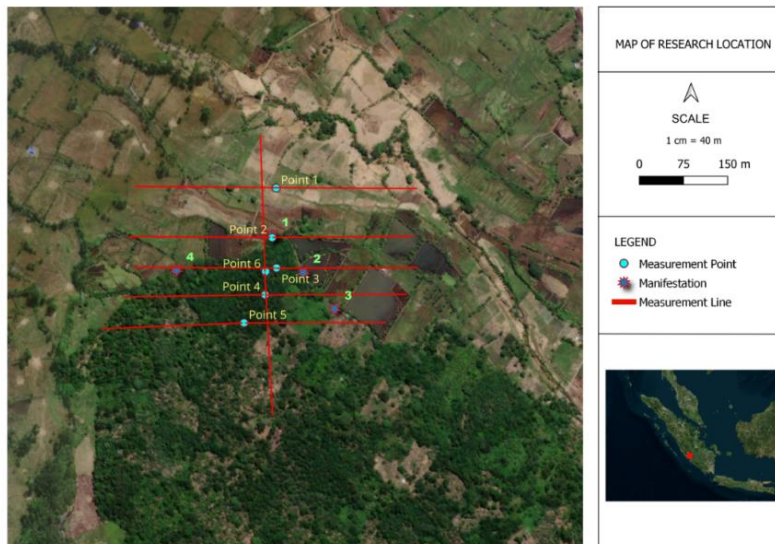 Point 1
1
Point 2
4
2
Point 6
Point 3
Point 4
3
Point 5
MAP OF RESEARCH LOCATION
SCALE
1 cm = 40 m
0 75 150 m
LEGEND
Measurement Point
Manifestation
Measurement Line